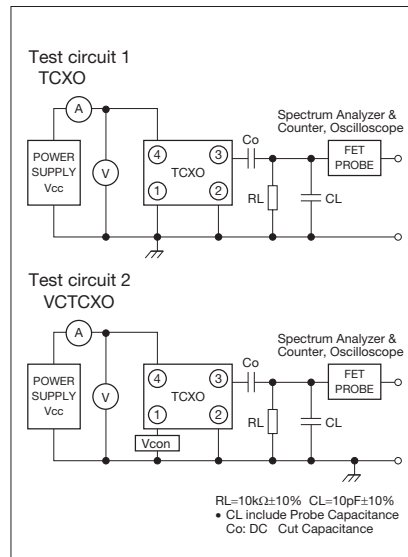 Test circuit 1
TCXO
A
Spectrum Analyzer &
Counter, Oscilloscope
POWER
SUPPLY
Vcc
V
4
3
TCXO
1
2
Co
RL
CL
FET
PROBE
Test circuit 2
VCTCXO
A
Spectrum Analyzer &
Counter, Oscilloscope
POWER
SUPPLY
Vcc
V
4
3
TCXO
1
2
Vcon
Co
RL
CL
FET
PROBE
RL=10kΩ±10% CL=10pF±10%
• CL include Probe Capacitance
Co: DC Cut Capacitance